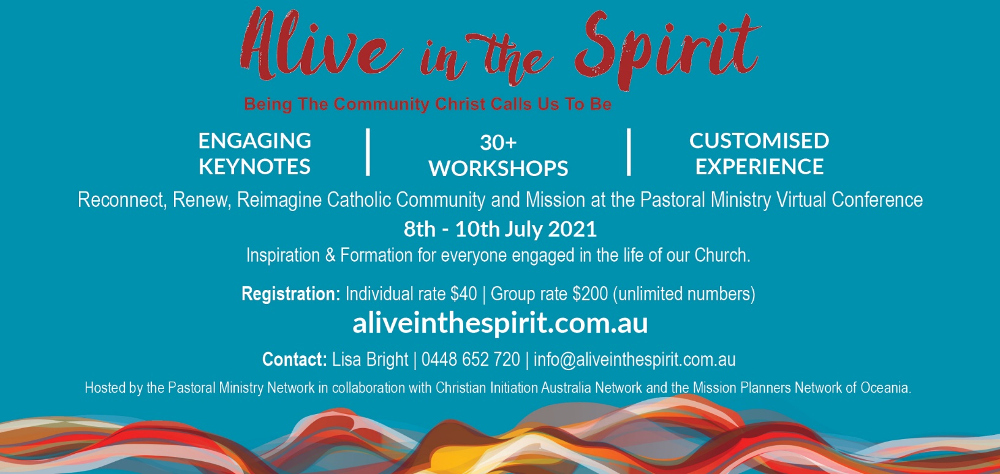 Alive in the Spirit
Being The Community Christ Calls Us To Be
ENGAGING
KEYNOTES
30+
WORKSHOPS
CUSTOMISED
EXPERIENCE
Reconnect, Renew, Reimagine Catholic Community and Mission at the Pastoral Ministry Virtual Conference
8th - 10th July 2021
Inspiration & Formation for everyone engaged in the life of our Church.
Registration: Individual rate $40 | Group rate $200 (unlimited numbers)
aliveinthespirit.com.au
Contact: Lisa Bright | 0448 652 720 | info@aliveinthespirit.com.au
Hosted by the Pastoral Ministry Network in collaboration with Christian Initiation Australia Network and the Mission Planners Network of Oceania.